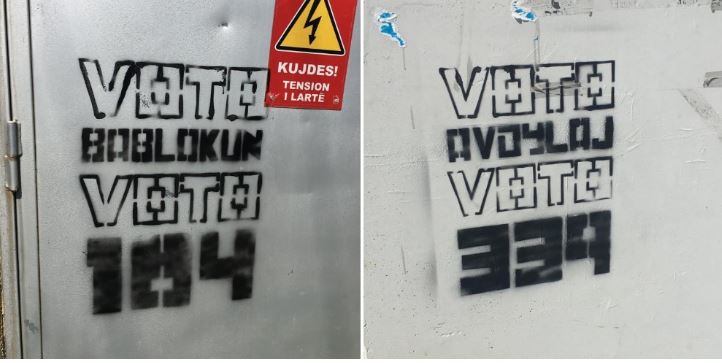 KUJDES!
TENSION
I LARTË
VOTO
BABLOKUN
VOTO
184
VOTO
AVDYLAJ
VOTO
339